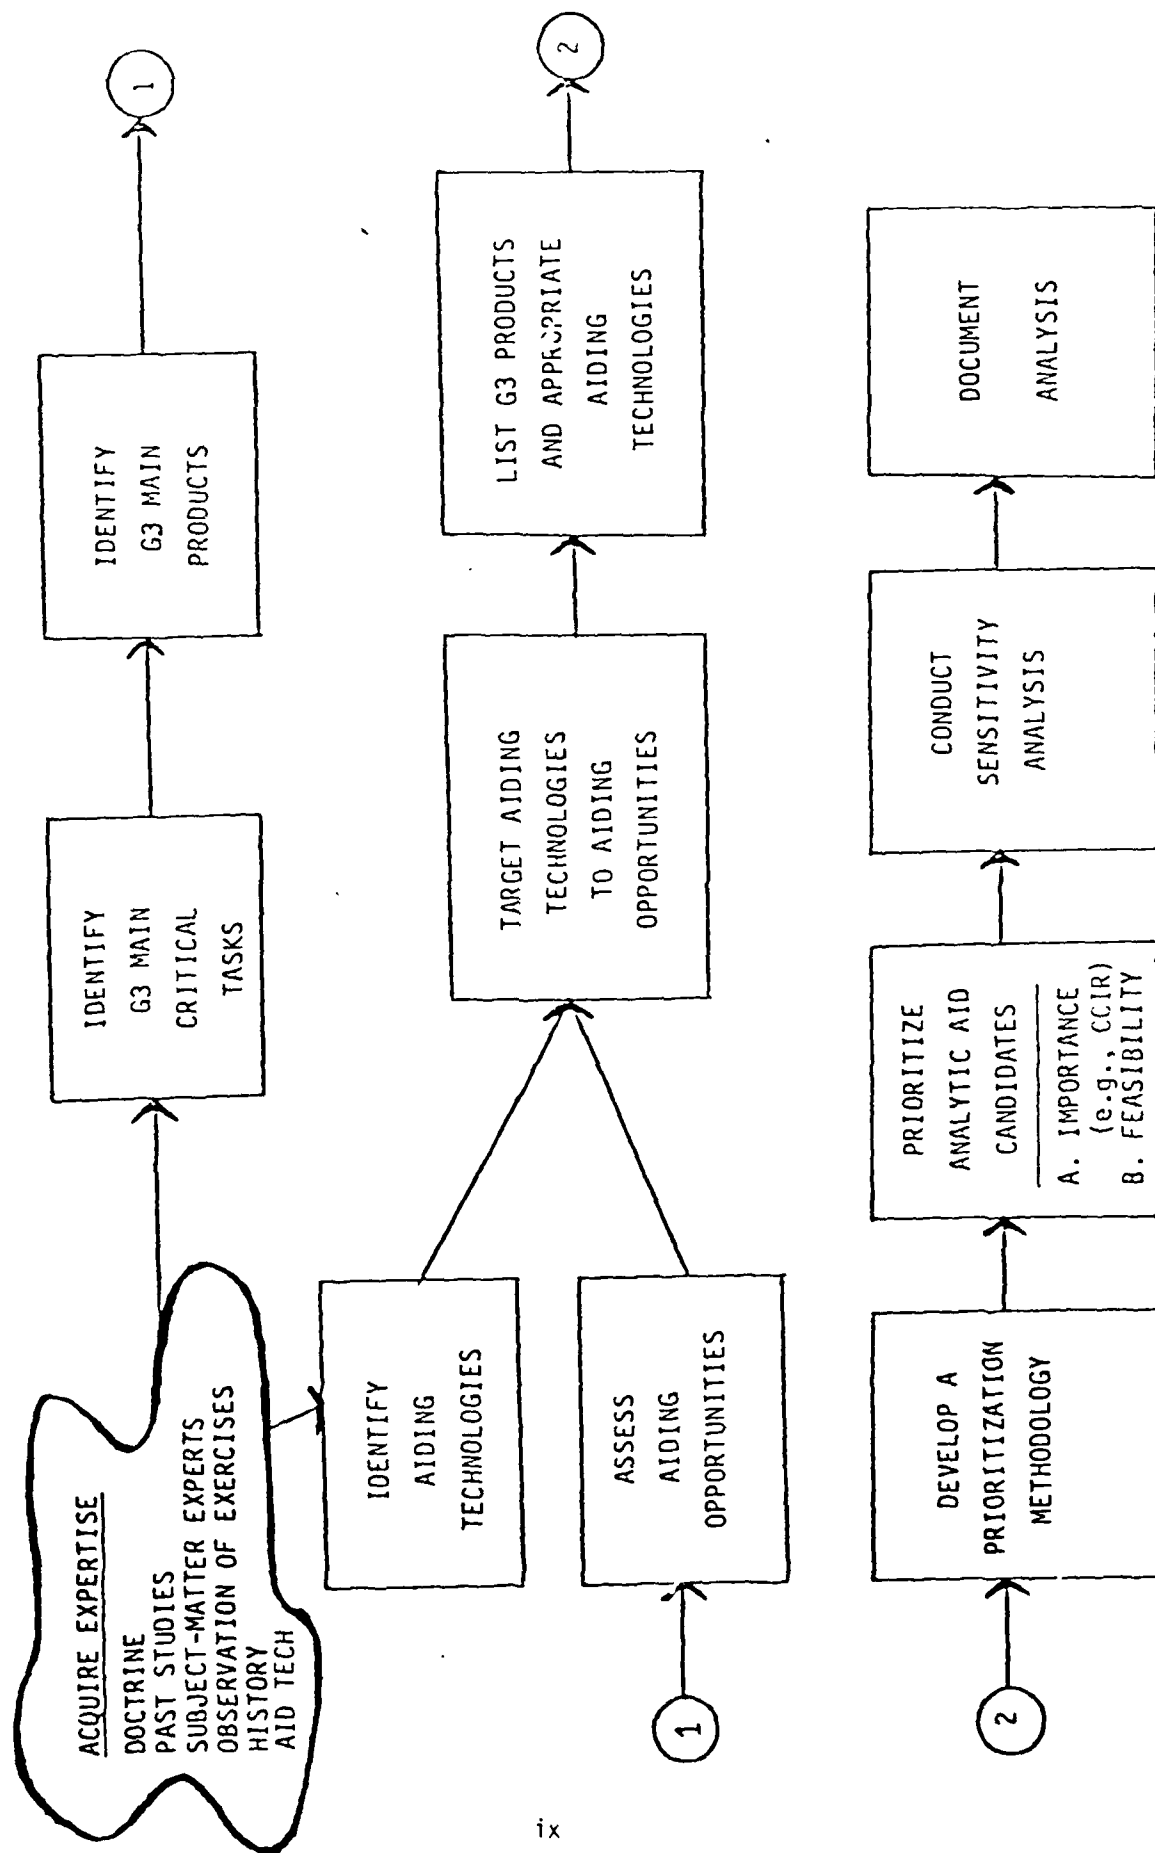 ACQUIRE EXPERTISE
DOCTRINE
PAST STUDIES
SUBJECT-MATTER EXPERTS
OBSERVATION OF EXERCISES
HISTORY
AID TECH
IDENTIFY
G3 MAIN
CRITICAL
TASKS
IDENTIFY
G3 MAIN
PRODUCTS
1
IDENTIFY
AIDING
TECHNOLOGIES
1
ASSESS
AIDING
OPPORTUNITIES
TARGET AIDING
TECHNOLOGIES
TO AIDING
OPPORTUNITIES
LIST G3 PRODUCTS
AND APPROPRIATE
AIDING
TECHNOLOGIES
2
2
DEVELOP A
PRIORITIZATION
METHODOLOGY
PRIORITIZE
ANALYTIC AID
CANDIDATES
A. IMPORTANCE
(e.g., CCIR)
B. FEASIBILITY
CONDUCT
SENSITIVITY
ANALYSIS
DOCUMENT
ANALYSIS
ix